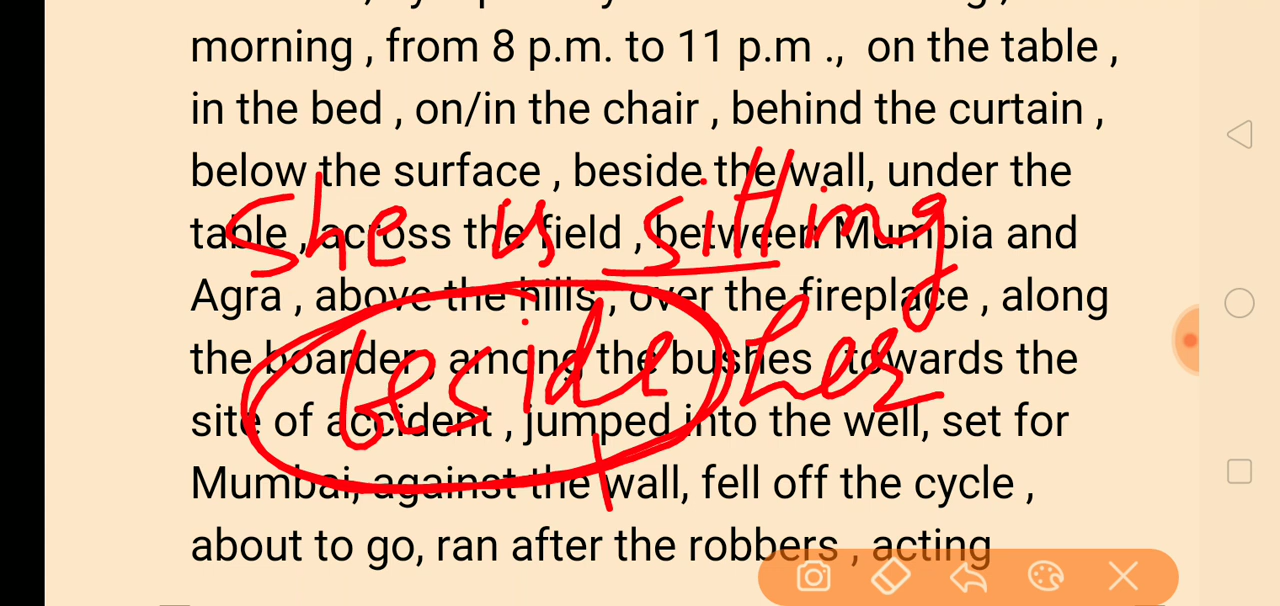 morning , from 8 p.m. to 11 p.m ., on the table ,
in the bed , on/in the chair , behind the curtain ,
below the surface , beside the wall, under the
table , across the field , between Mumbia and
She is sitting
Agra , above the hills , over the fireplace , along
the boarder , among the bushes towards the
beside her
site of accident , jumped into the well, set for
Mumbai, against the wall, fell off the cycle ,
about to go, ran after the robbers , acting